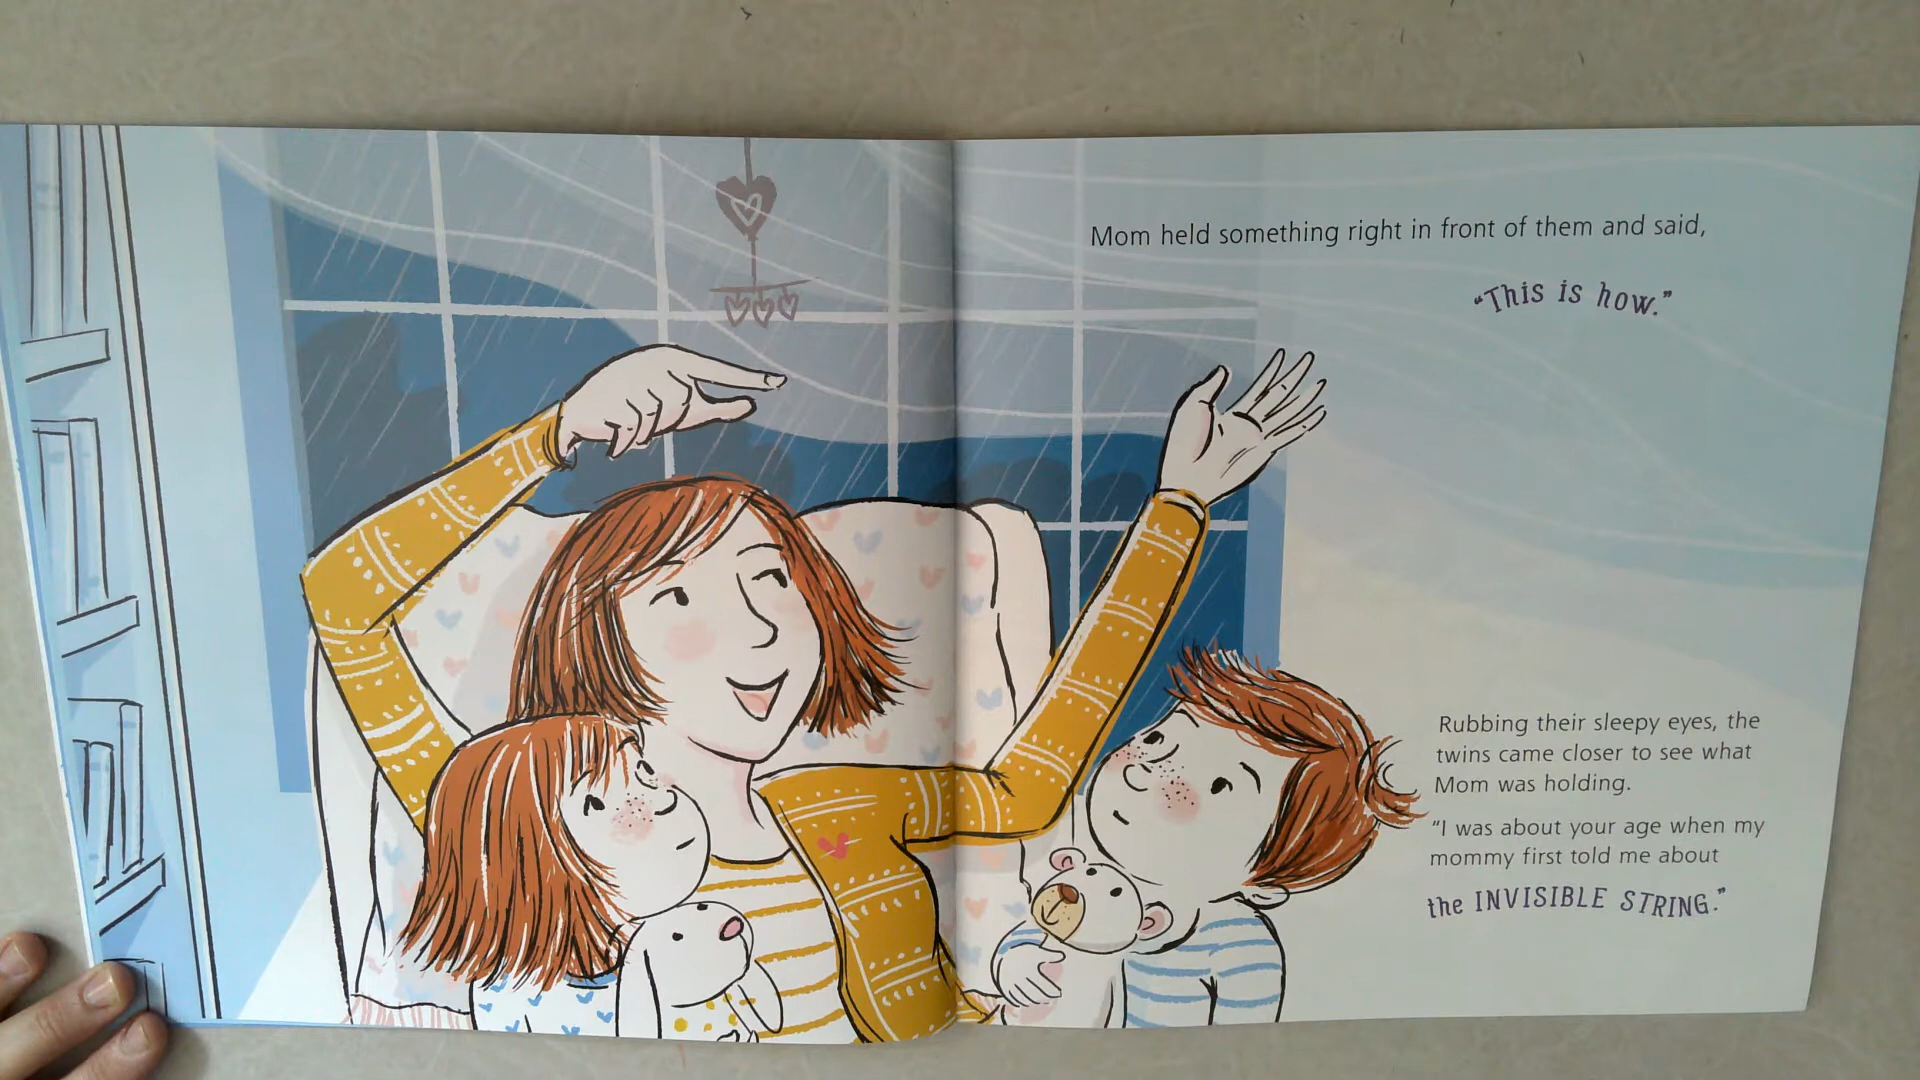 Mom held something right in front of them and said,
“This is how.”
Rubbing their sleepy eyes, the
twins came closer to see what
Mom was holding.
“I was about your age when my
mommy first told me about
the INVISIBLE STRING.”